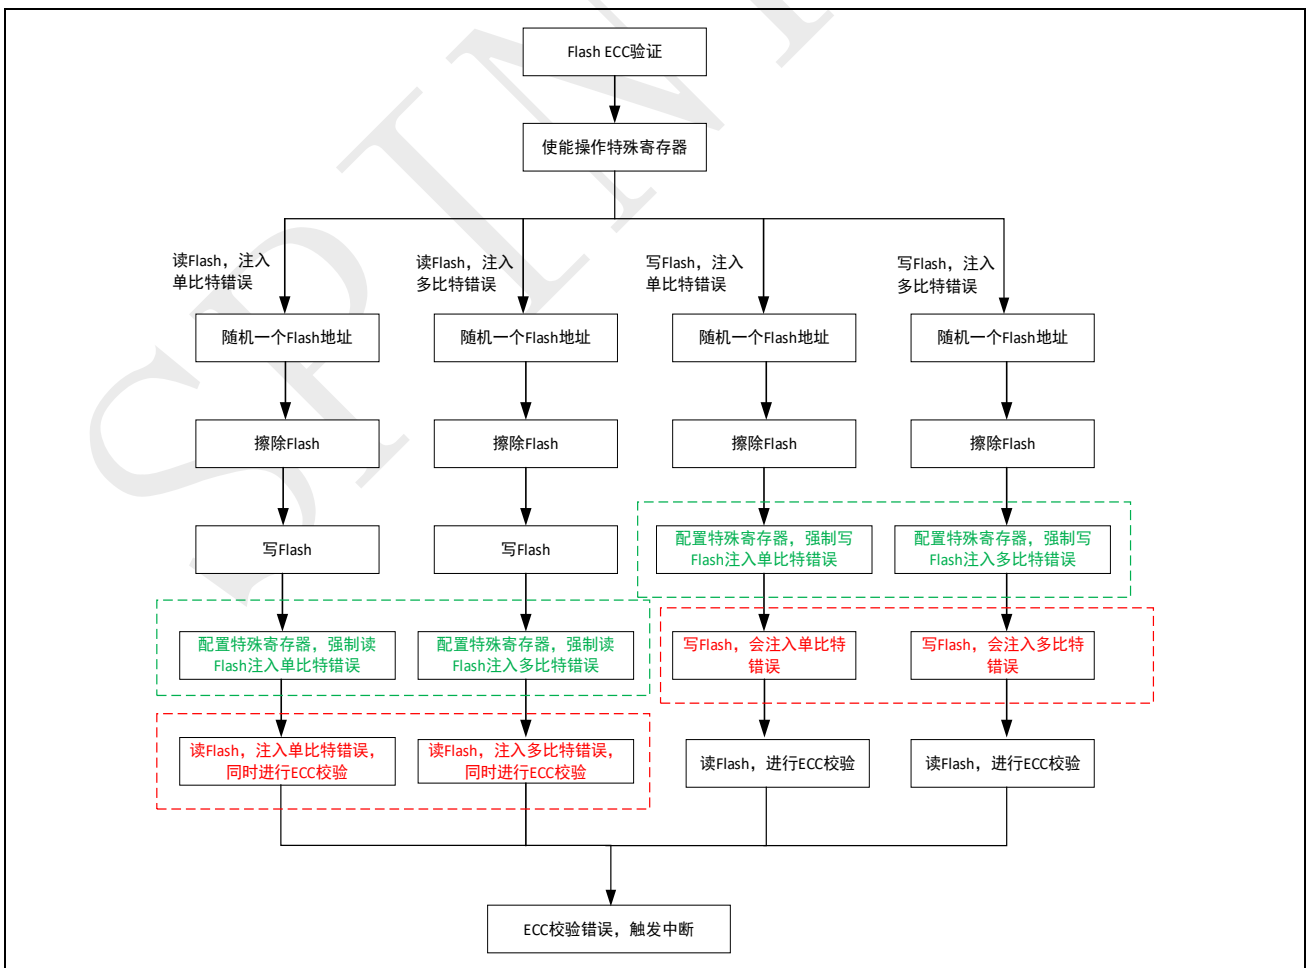 Flash ECC验证
使能操作特殊寄存器
读Flash，注入
单比特错误
读Flash，注入
多比特错误
写Flash，注入
单比特错误
写Flash，注入
多比特错误
随机一个Flash地址
随机一个Flash地址
随机一个Flash地址
随机一个Flash地址
擦除Flash
擦除Flash
擦除Flash
擦除Flash
写Flash
写Flash
配置特殊寄存器，强制写
Flash注入单比特错误
配置特殊寄存器，强制写
Flash注入多比特错误
配置特殊寄存器，强制读
Flash注入单比特错误
配置特殊寄存器，强制读
Flash注入多比特错误
写Flash，会注入单比特
错误
写Flash，会注入多比特
错误
读Flash，注入单比特错误，
同时进行ECC校验
读Flash，注入多比特错误，
同时进行ECC校验
读Flash，进行ECC校验
读Flash，进行ECC校验
ECC校验错误，触发中断